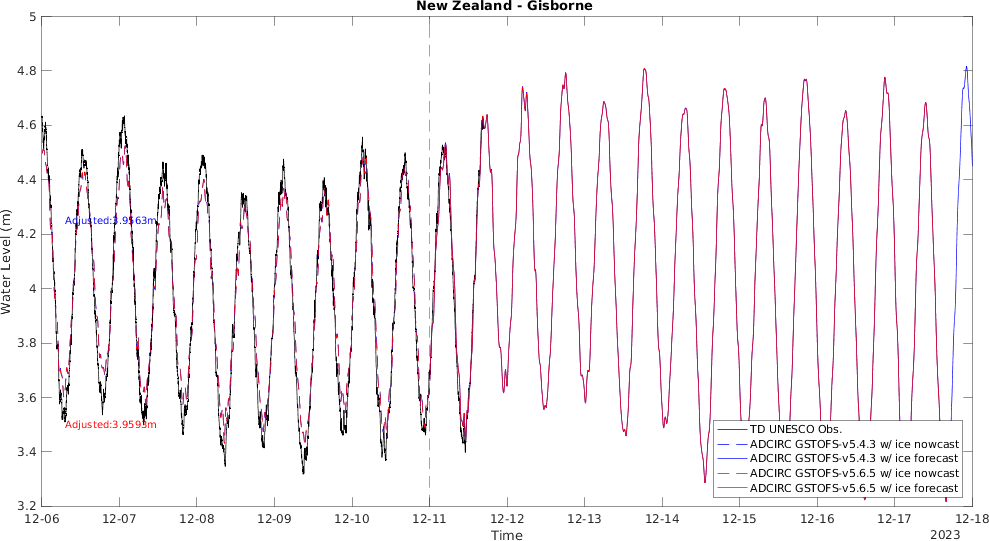 New Zealand - Gisborne
5
4.8
4.6
4.4
4.2
4
3.8
3.6
3.4
3.2
Water Level (m)
Adjusted:3.9563m
Adjusted:3.9593m
TD UNESCO Obs.
ADCIRC GSTOFS-v5.4.3 w/ ice nowcast
ADCIRC GSTOFS-v5.4.3 w/ ice forecast
ADCIRC GSTOFS-v5.6.5 w/ ice nowcast
ADCIRC GSTOFS-v5.6.5 w/ ice forecast
12-06 12-07 12-08 12-09 12-10 12-11 12-12 12-13 12-14 12-15 12-16 12-17 12-18
Time
2023